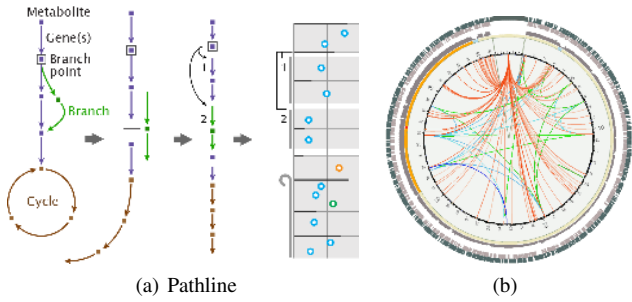 Metabolite
Gene(s)
Branch
point
Branch
Cycle
1
2
1
2
(a) Pathline
(b)